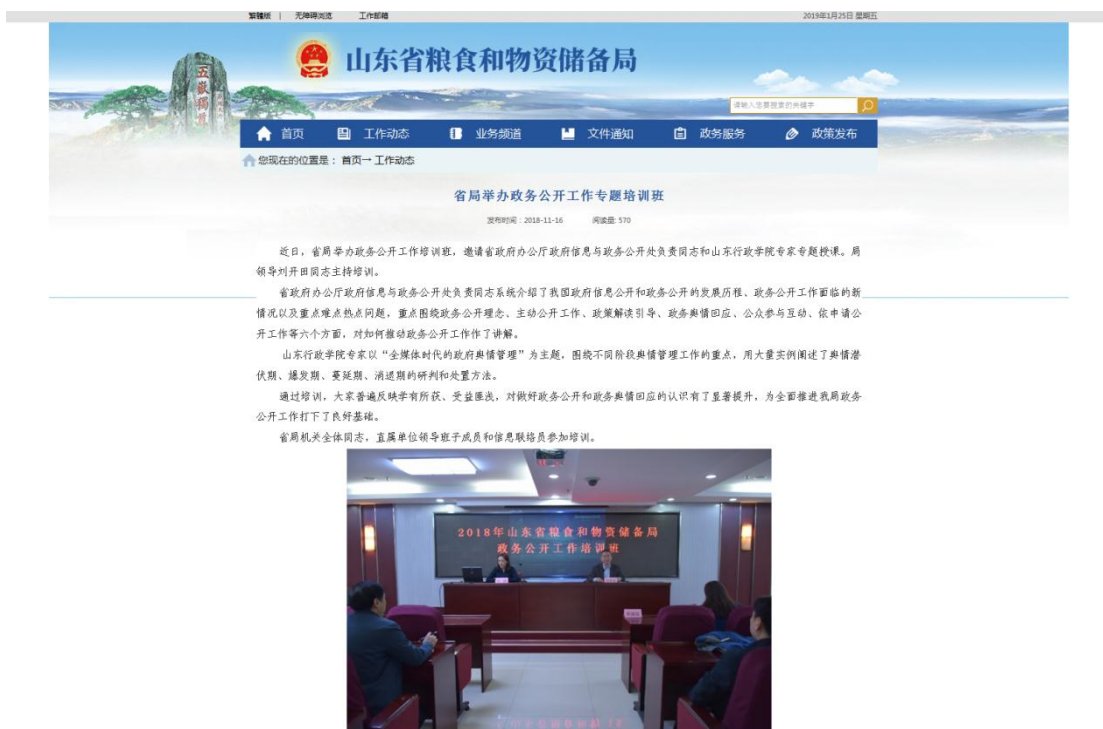 繁體版 | 无障碍浏览 工作邮箱 2019年1月25日 星期五
山东省粮食和物资储备局
五嶽獨尊
请输入您要搜索的关键字
首页 工作动态 业务频道 文件通知 政务服务 政策发布
您现在的位置是：首页→工作动态
省局举办政务公开工作专题培训班
发布时间：2018-11-16 阅读量:570
近日，省局举办政务公开工作培训班，邀请省政府办公厅政府信息与政务公开处负责同志和山东行政学院专家专题授课。局
领导刘开田同志主持培训。
省政府办公厅政府信息与政务公开处负责同志系统介绍了我国政府信息公开和政务公开的发展历程、政务公开工作面临的新
情况以及重点难点热点问题，重点围绕政务公开理念、主动公开工作、政策解读引导、政务舆情回应、公众参与互动、依申请公
开工作等六个方面，对如何推动政务公开工作作了讲解。
山东行政学院专家以“全媒体时代的政府舆情管理”为主题，围绕不同阶段舆情管理工作的重点，用大量实例阐述了舆情潜
伏期、爆发期、蔓延期、消退期的研判和处置方法。
通过培训，大家普遍反映学有所获、受益匪浅，对做好政务公开和政务舆情回应的认识有了显著提升，为全面推进我局政务
公开工作打下了良好基础。
省局机关全体同志，直属单位领导班子成员和信息联络员参加培训。
2018年山东省粮食和物资储备局
政务公开工作培训班